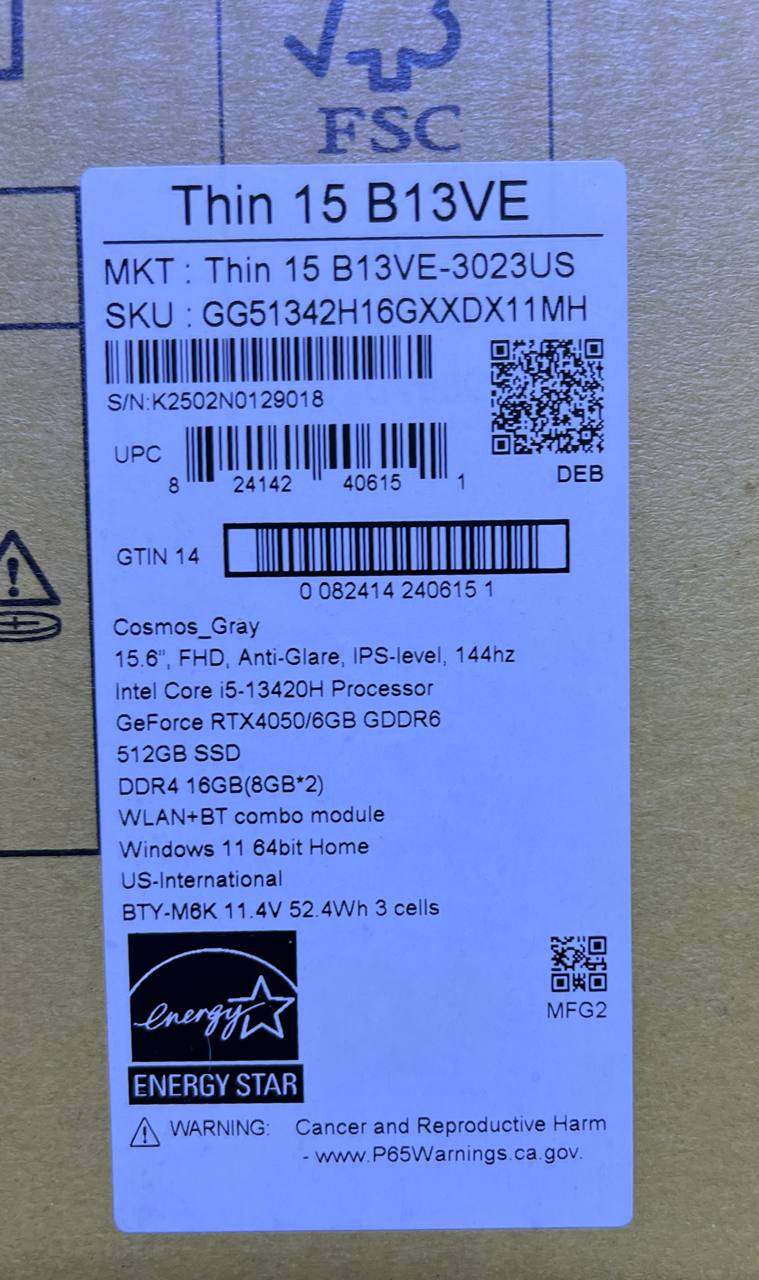 FSC
Thin 15 B13VE
MKT : Thin 15 B13VE-3023US
SKU : GG51342H16GXXDX11MH
S/N:K2502N0129018
DEB
UPC
8 24142 40615 1
GTIN 14
0 082414 240615 1
Cosmos_Gray
15.6", FHD, Anti-Glare, IPS-level, 144hz
Intel Core i5-13420H Processor
GeForce RTX4050/6GB GDDR6
512GB SSD
DDR4 16GB(8GB*2)
WLAN+BT combo module
Windows 11 64bit Home
US-International
BTY-M6K 11.4V 52.4Wh 3 cells
energy
ENERGY STAR
MFG2
WARNING: Cancer and Reproductive Harm
- www.P65Warnings.ca.gov.